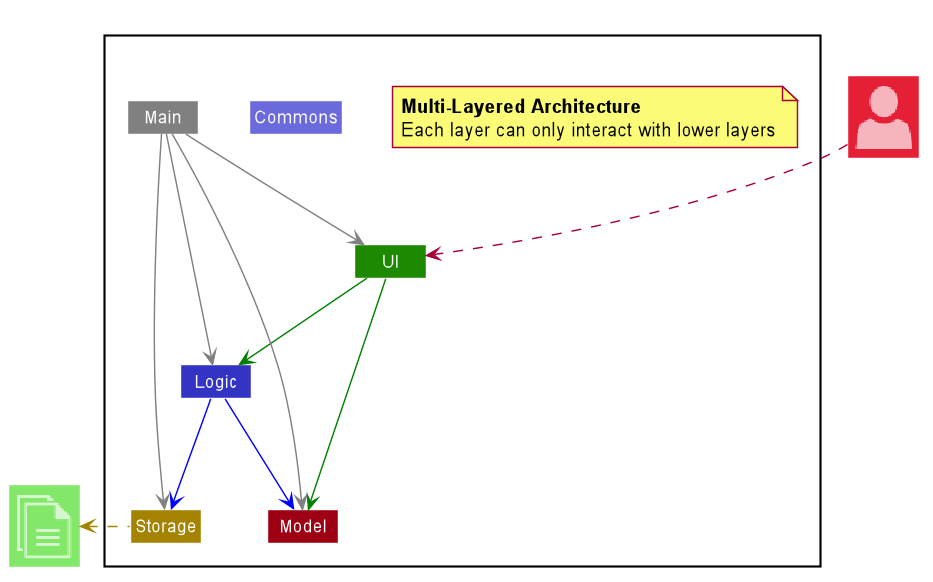 Main
Commons
Multi-Layered Architecture
Each layer can only interact with lower layers
UI
Logic
Storage
Model